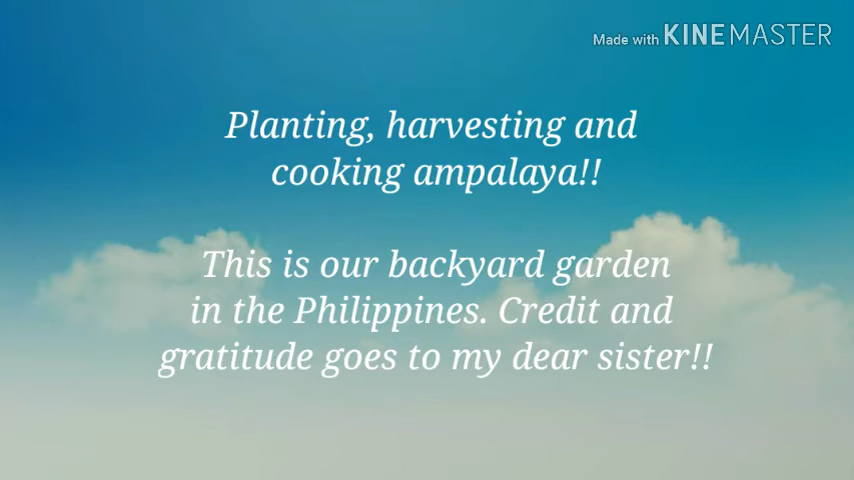 Made with KINEMASTER
Planting, harvesting and
cooking ampalaya!!
This is our backyard garden
in the Philippines. Credit and
gratitude goes to my dear sister!!